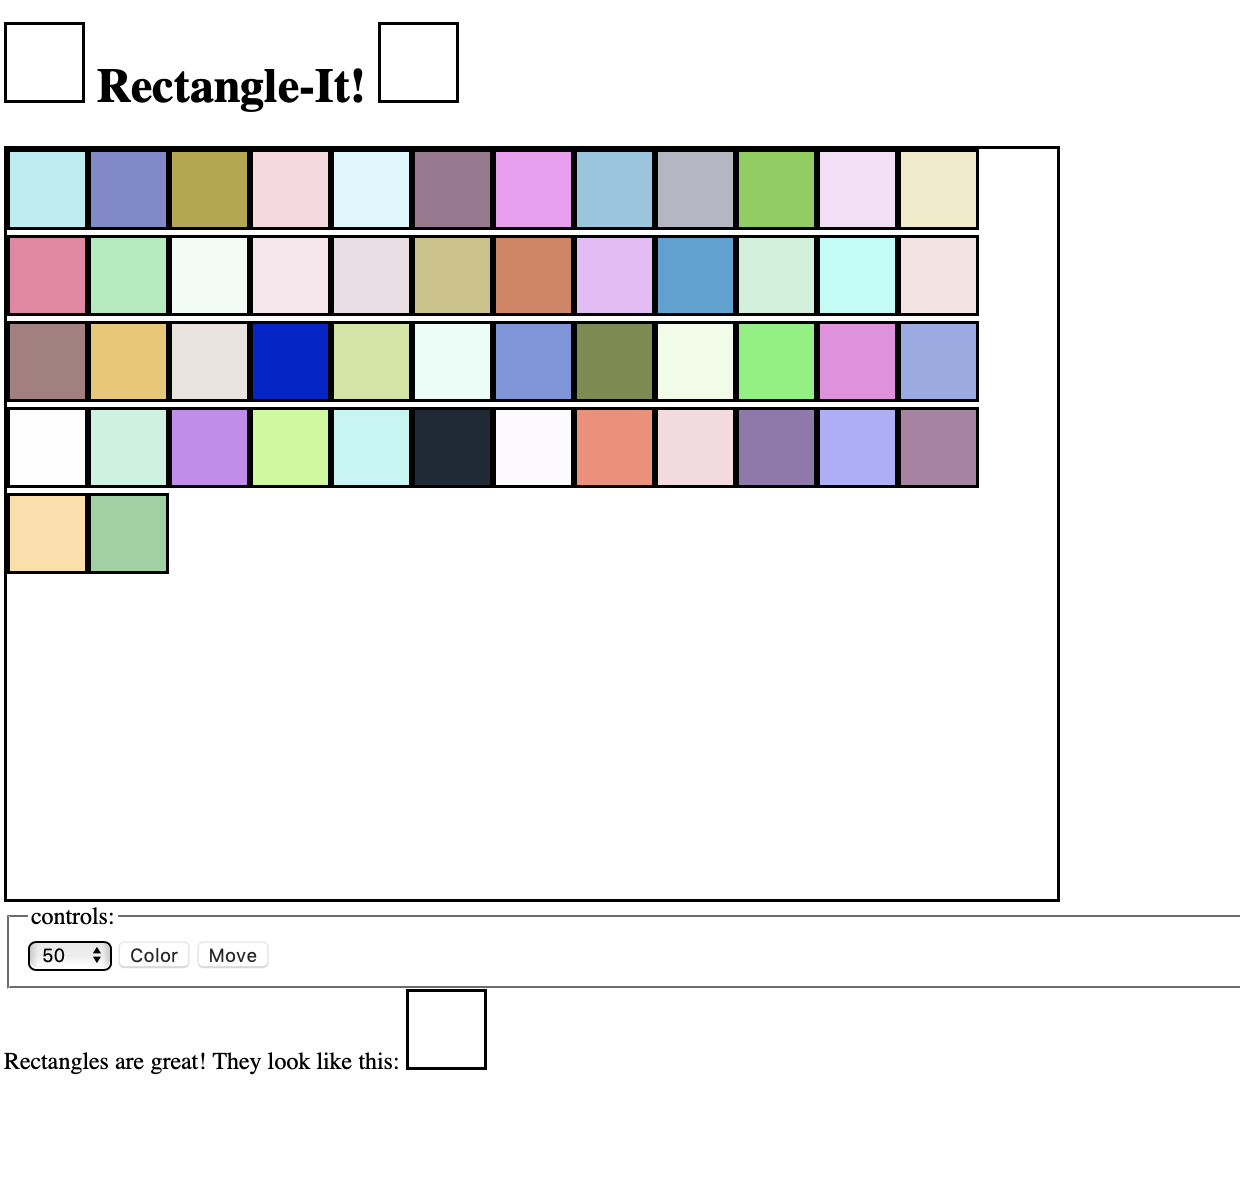 Rectangle-It!
controls:
50 Color Move
Rectangles are great! They look like this: